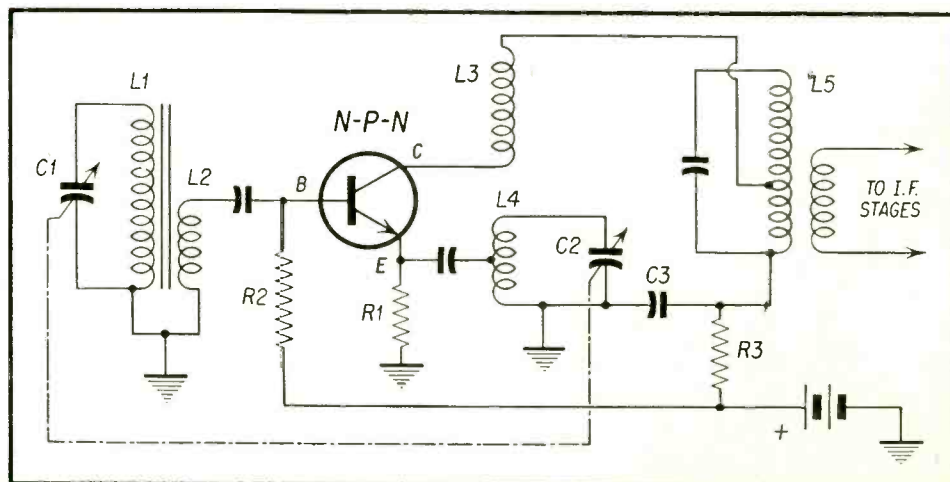 L1
L3
L5
N-P-N
C1
C
L2
B
L4
TO I.F.
STAGES
C2
E
C3
R2
R1
R3
+